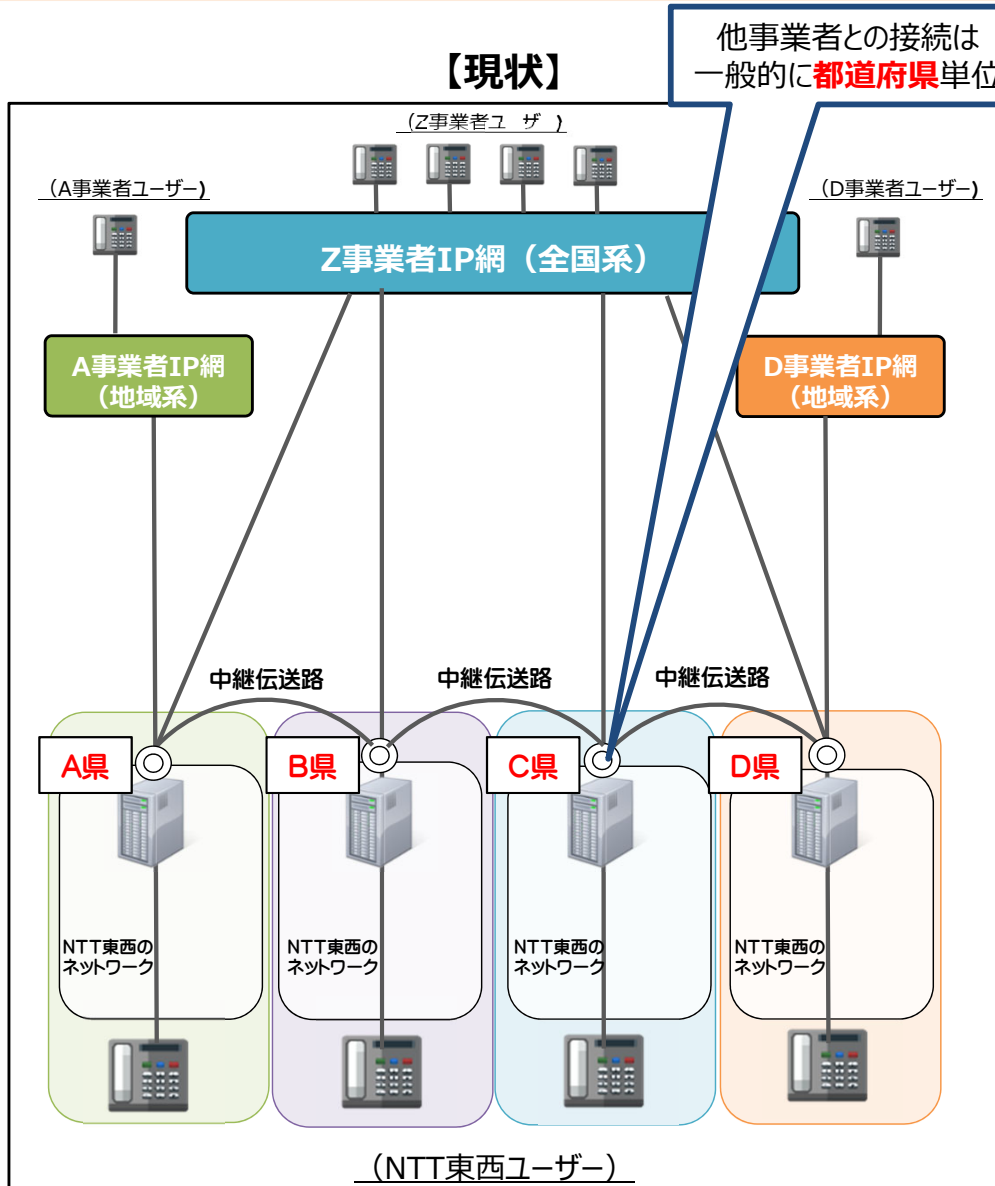 他事業者との接続は
一般的に都道府県単位
【現状】
（Z事業者ユ ザ ）
（A事業者ユーザー）
（D事業者ユーザー）
Z事業者IP網（全国系）
A事業者IP網
（地域系）
D事業者IP網
（地域系）
中継伝送路
中継伝送路
中継伝送路
A県
B県
C県
D県
NTT東西の
ネットワーク
NTT東西の
ネットワーク
NTT東西の
ネットワーク
NTT東西の
ネットワーク
（NTT東西ユーザー）